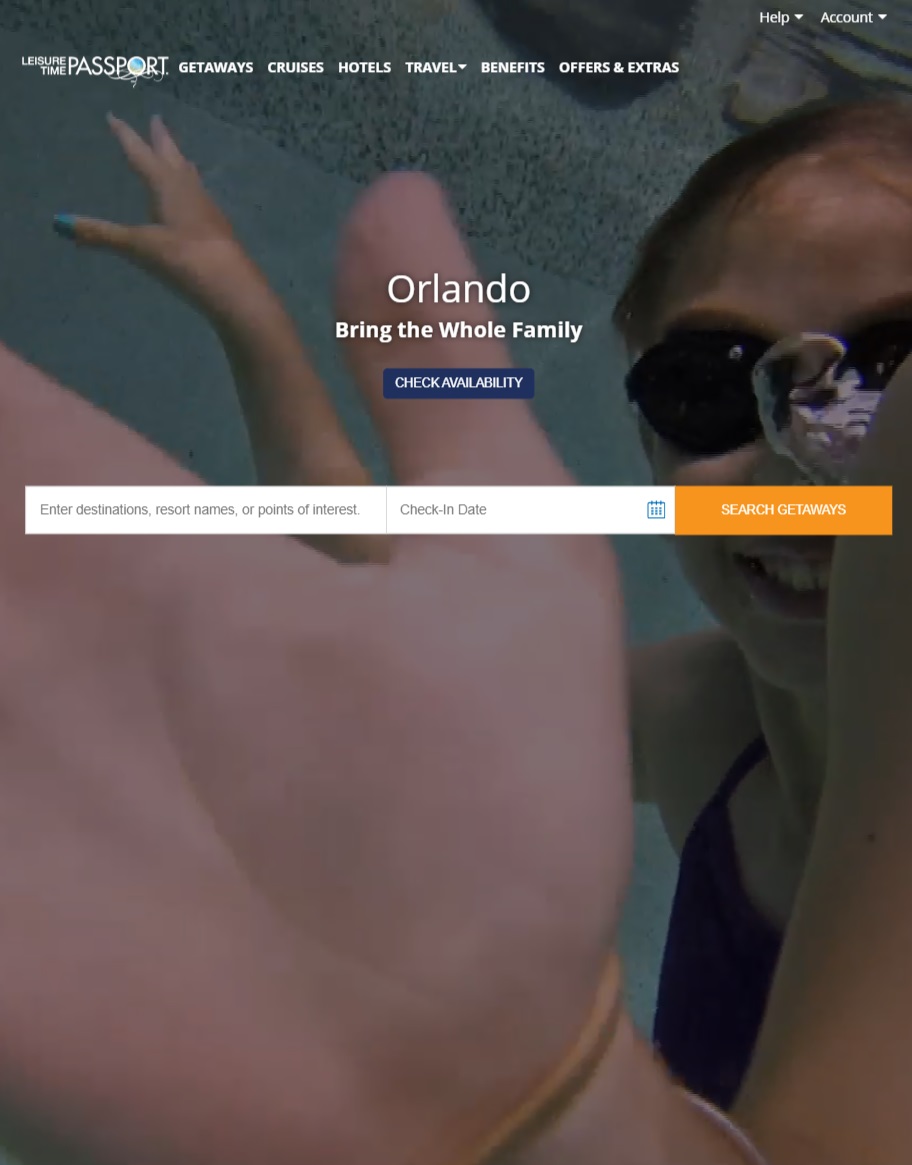 Help
Account
LEISURE TIME PASSPORT.
GETAWAYS CRUISES HOTELS TRAVEL BENEFITS OFFERS & EXTRAS
Orlando
Bring the Whole Family
CHECK AVAILABILITY
Enter destinations, resort names, or points of interest.
Check-In Date
SEARCH GETAWAYS